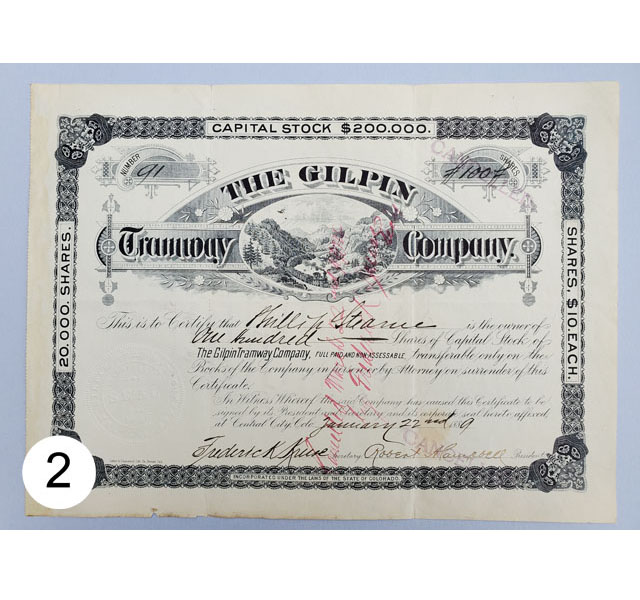 CAPITAL STOCK $200.000.
NUMBER
91
SHARES
100
THE GILPIN
Tramway Company.
20.000. SHARES.
SHARES, $10. EACH.
This is to Certify that Phillip Stearne is the owner of
One hundred Shares of Capital Stock of
The Gilpin Tramway Company, FULL PAID AND NON ASSESSABLE, Transferable only on the
Books of the Company in person or by Attorney on surrender of this
Certificate.
In Witness Whereof the said Company has caused this Certificate to be
signed by its President and Secretary and its corporate seal hereto affixed
at Central City, Colo. January 22nd 1889
Frederick Kruse Secretary. Robert A Campbell President.
INCORPORATED UNDER THE LAWS OF THE STATE OF COLORADO.
2